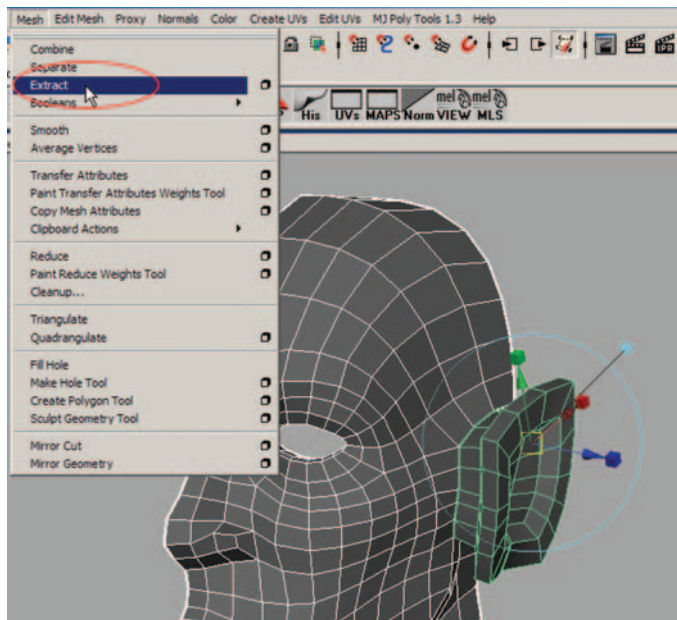 Mesh Edit Mesh Proxy Normals Color Create UVs Edit UVs MJ Poly Tools 1.3 Help
Combine
Separate
Extract
Booleans
Smooth
Average Vertices
Transfer Attributes
Paint Transfer Attributes Weights Tool
Copy Mesh Attributes
Clipboard Actions
Reduce
Paint Reduce Weights Tool
Cleanup...
Triangulate
Quadrangulate
Fill Hole
Make Hole Tool
Create Polygon Tool
Sculpt Geometry Tool
Mirror Cut
Mirror Geometry
IPR
mel mel
His UVs MAPS Norm VIEW MLS